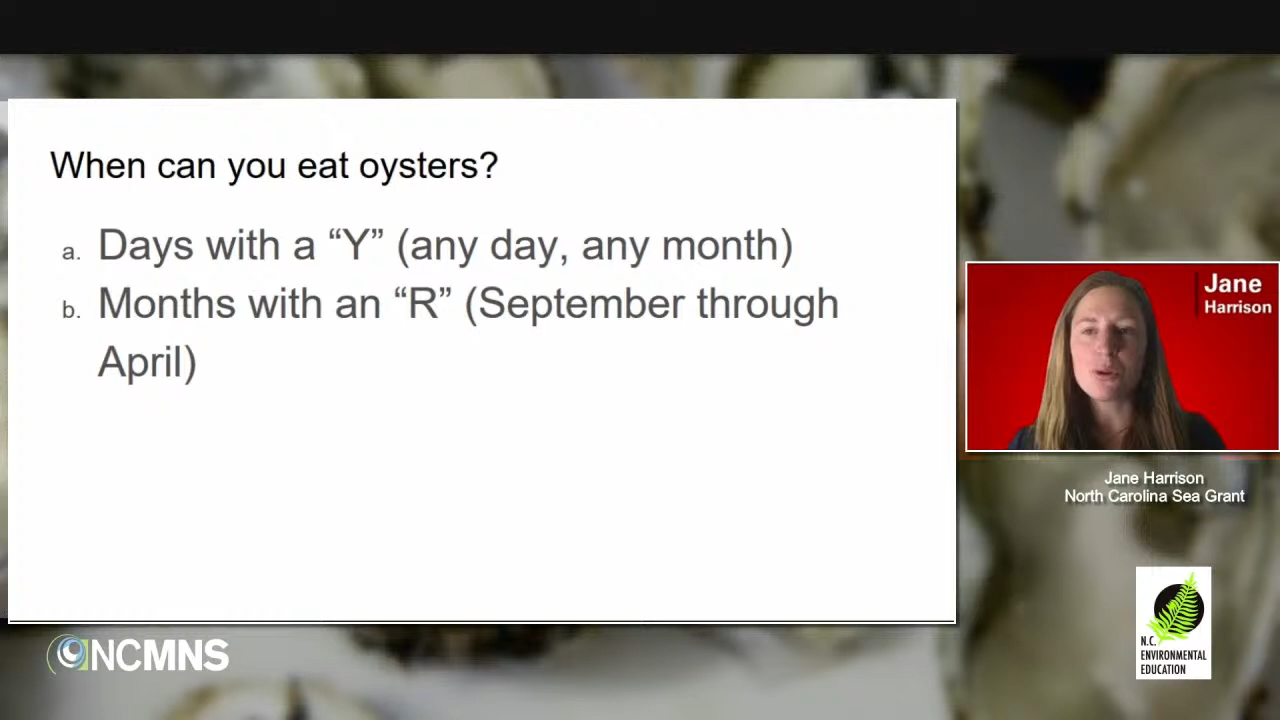 When can you eat oysters?
a. Days with a “Y” (any day, any month)
b. Months with an “R” (September through
April)
Jane
Harrison
Jane Harrison
North Carolina Sea Grant
NCMNS
N.C.
ENVIRONMENTAL
EDUCATION